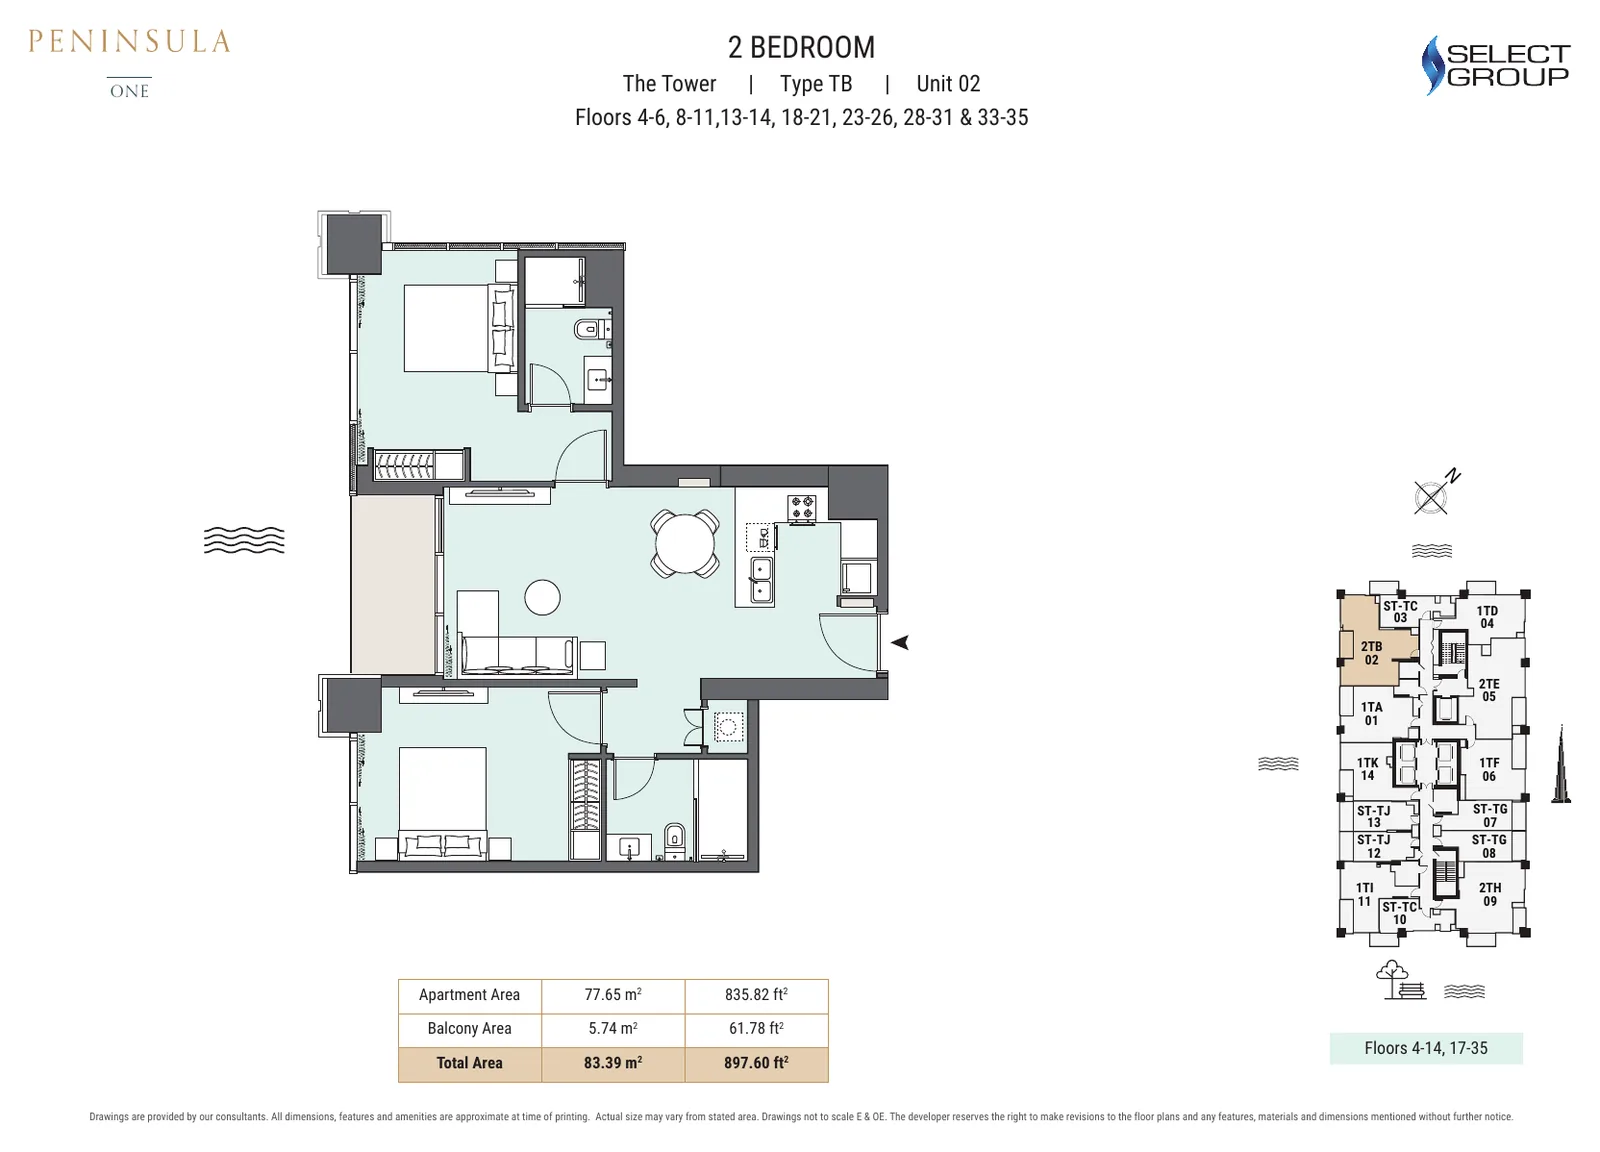 PENINSULA
ONE
2 BEDROOM
The Tower | Type TB | Unit 02
Floors 4-6, 8-11,13-14, 18-21, 23-26, 28-31 & 33-35
SELECT
GROUP
N
ST-TC
03
1TD
04
2TB
02
2TE
05
1TA
01
1TK
14
1TF
06
ST-TJ
13
ST-TG
07
ST-TJ
12
ST-TG
08
1TI
11
2TH
09
ST-TC
10
Floors 4-14, 17-35
Apartment Area 77.65 m² 835.82 ft²
Balcony Area 5.74 m² 61.78 ft²
Total Area 83.39 m² 897.60 ft²
Drawings are provided by our consultants. All dimensions, features and amenities are approximate at time of printing. Actual size may vary from stated area. Drawings not to scale E & OE. The developer reserves the right to make revisions to the floor plans and any features, materials and dimensions mentioned without further notice.